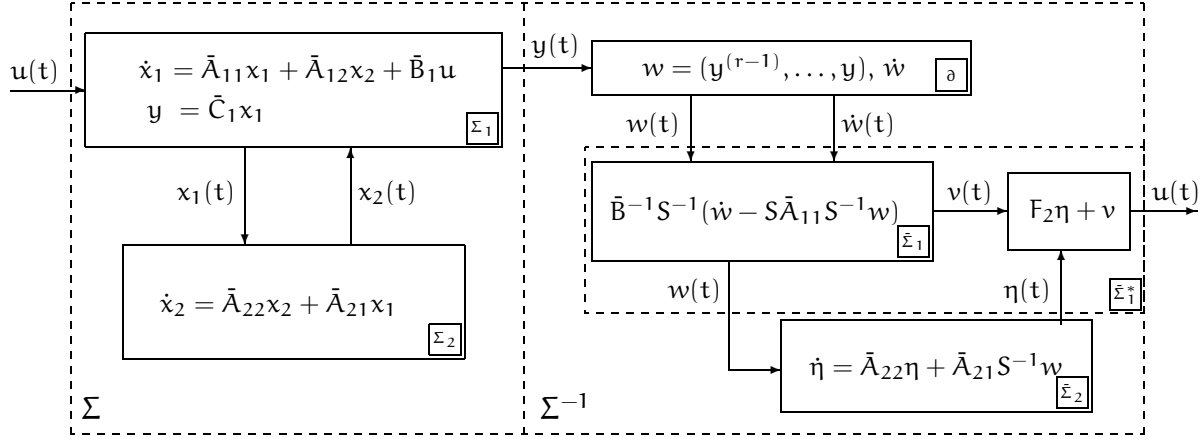 u(t)
ẋ₁ = Ā₁₁x₁ + Ā₁₂x₂ + B̄₁u
y = C̄₁x₁
Σ₁
x₁(t)
x₂(t)
ẋ₂ = Ā₂₂x₂ + Ā₂₁x₁
Σ₂
Σ
y(t)
w = (y⁽ʳ⁻¹⁾, . . . , y), ẇ
∂
w(t)
ẇ(t)
B̄⁻¹S⁻¹(ẇ − SĀ₁₁S⁻¹w)
Σ̄₁
v(t)
F₂η + v
u(t)
w(t)
η(t)
Σ̄₁*
η̇ = Ā₂₂η + Ā₂₁S⁻¹w
Σ̄₂
Σ⁻¹